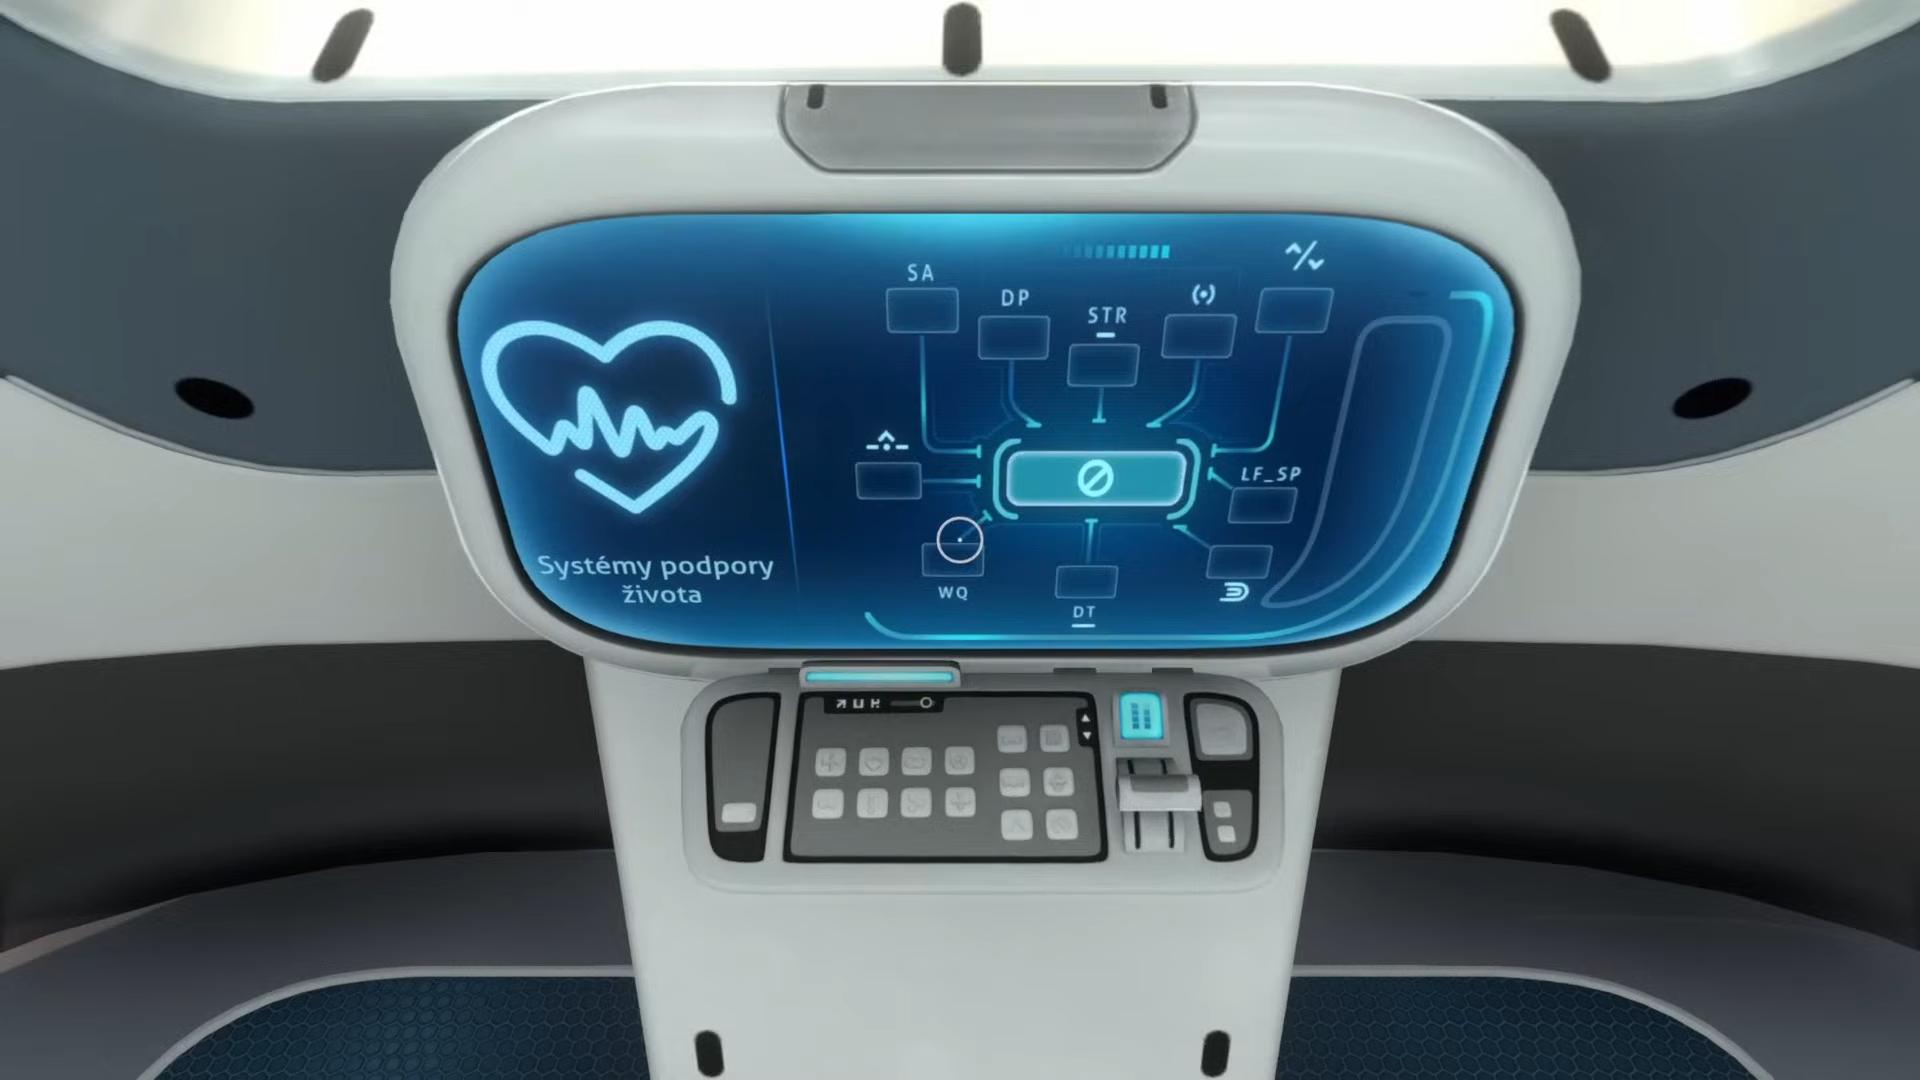 SA
DP
STR
LF_SP
Systémy podpory
života
WQ
DT